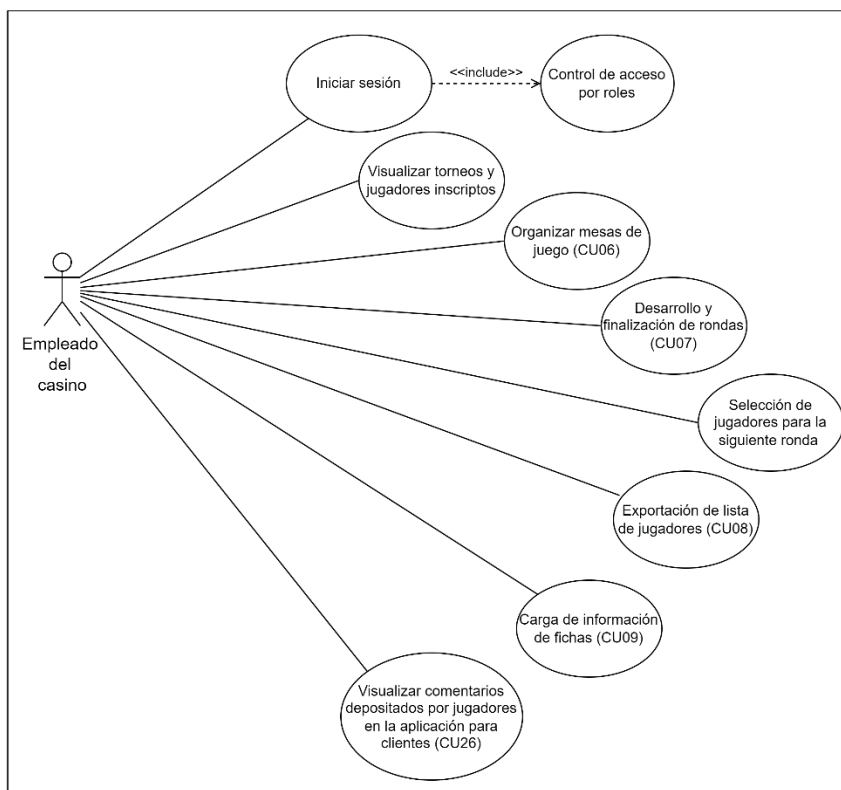 Iniciar sesión
<<include>>
Control de acceso
por roles
Visualizar torneos y
jugadores inscriptos
Organizar mesas de
juego (CU06)
Desarrollo y
finalización de rondas
(CU07)
Empleado
del
casino
Selección de
jugadores para la
siguiente ronda
Exportación de lista
de jugadores (CU08)
Carga de información
de fichas (CU09)
Visualizar comentarios
depositados por jugadores
en la aplicación para
clientes (CU26)